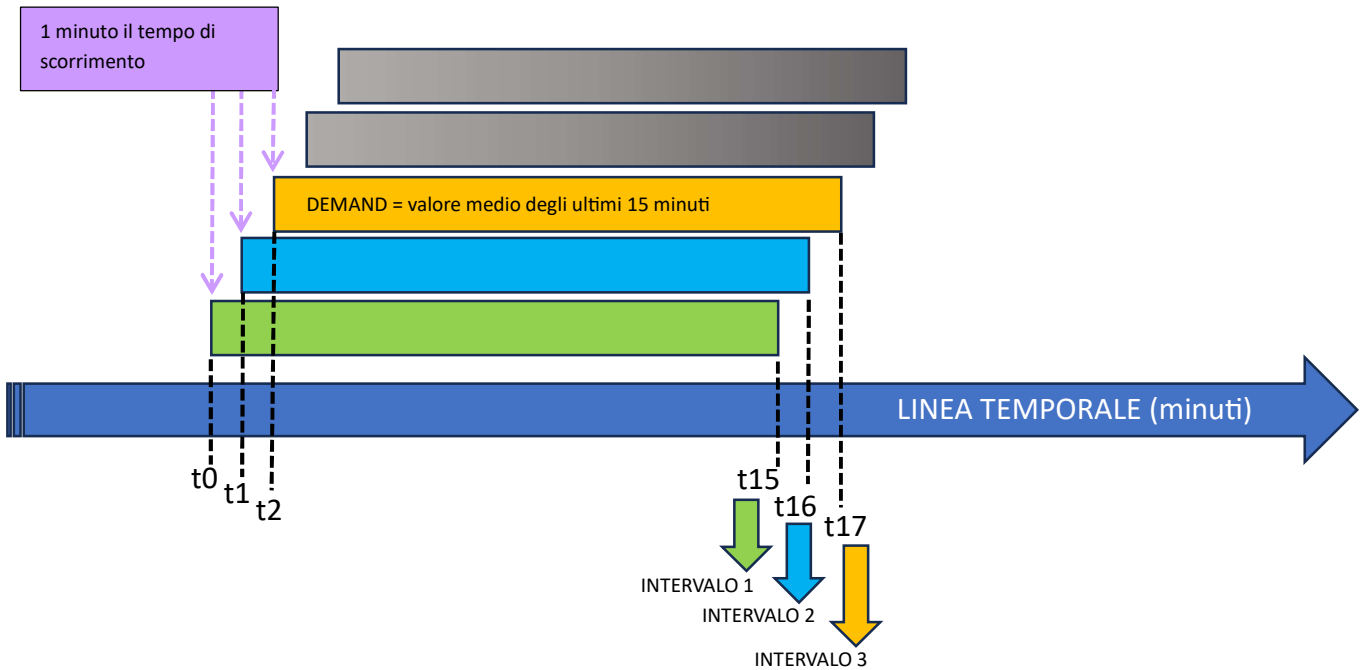 1 minuto il tempo di
scorrimento
DEMAND = valore medio degli ultimi 15 minuti
LINEA TEMPORALE (minuti)
t0
t1
t2
t15
t16
t17
INTERVALO 1
INTERVALO 2
INTERVALO 3